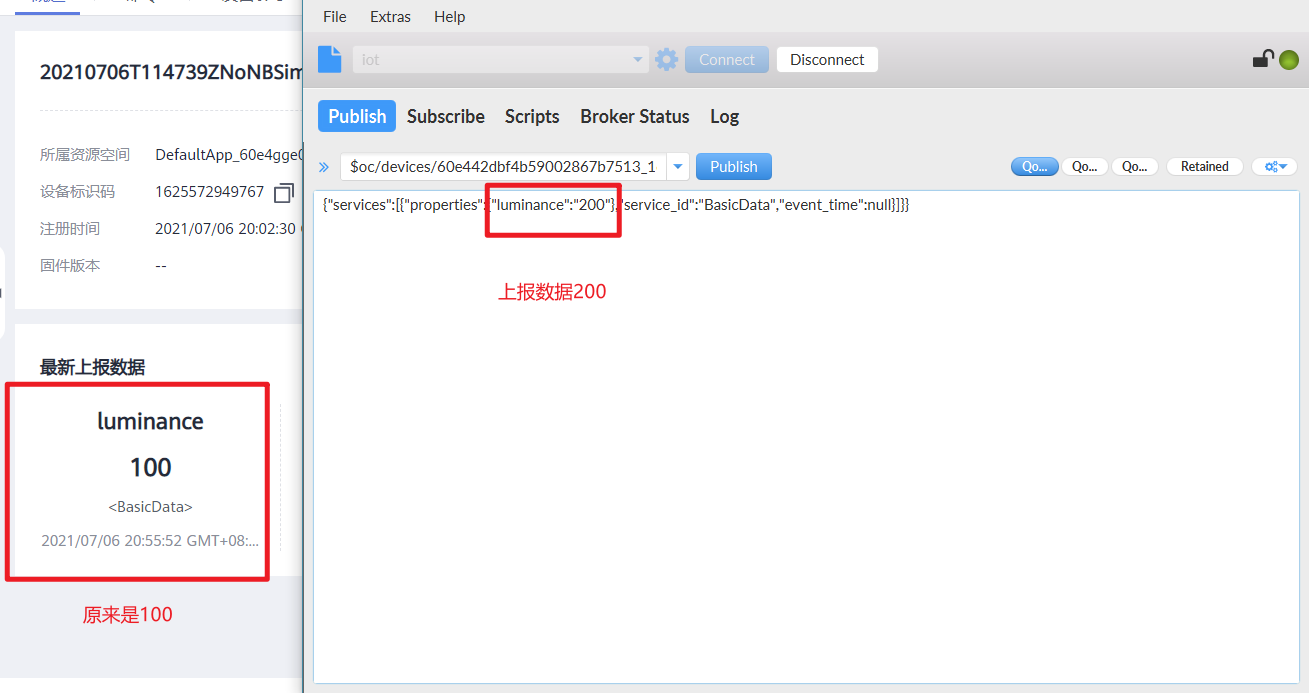 20210706T114739ZNoNBSim
所属资源空间 DefaultApp_60e4gge
设备标识码 1625572949767
注册时间 2021/07/06 20:02:30
固件版本 --
最新上报数据
luminance
100
<BasicData>
2021/07/06 20:55:52 GMT+08:...
原来是100
File Extras Help
iot Connect Disconnect
Publish Subscribe Scripts Broker Status Log
$oc/devices/60e442dbf4b59002867b7513_1 Publish Qo... Qo... Qo... Retained
{"services":[{"properties":{"luminance":"200"},"service_id":"BasicData","event_time":null}]}}
上报数据200